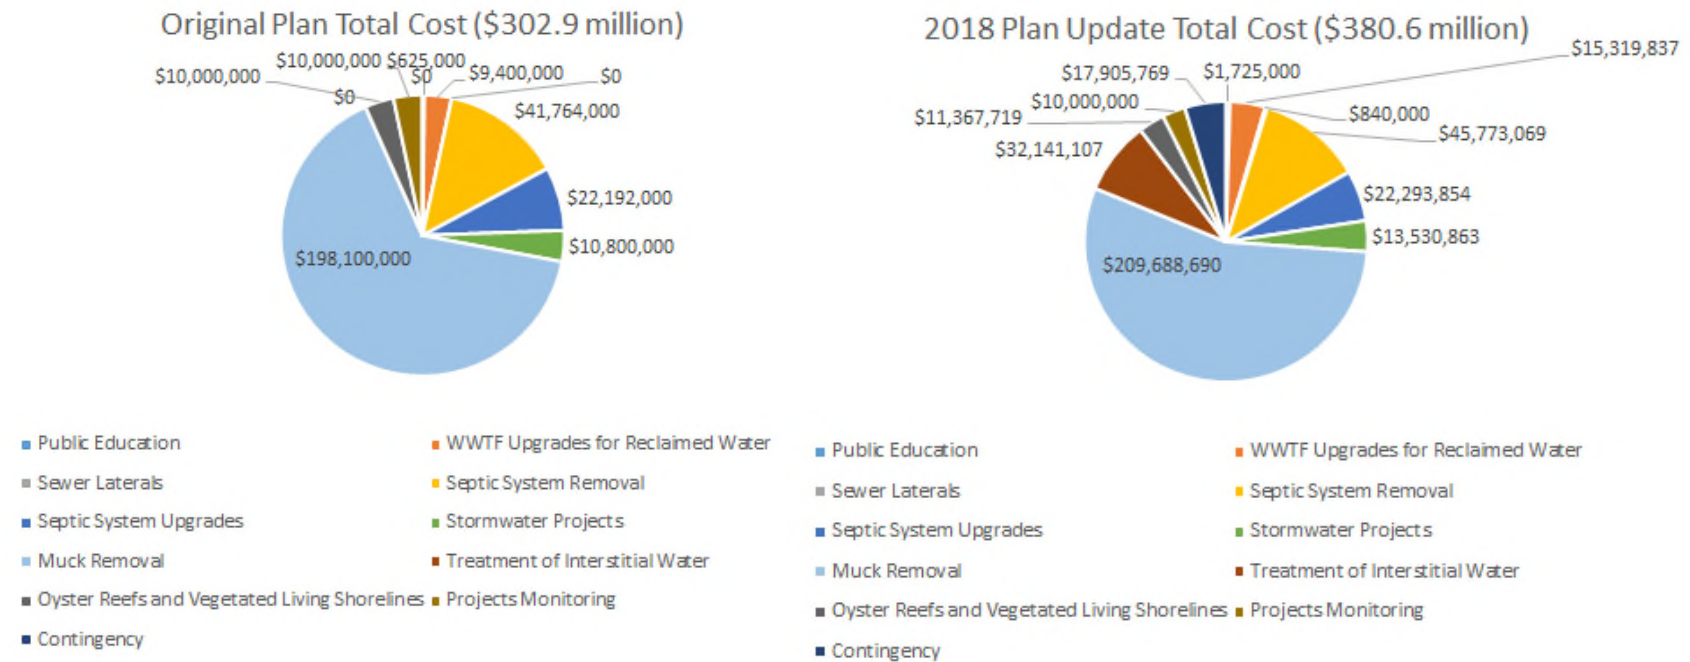 Original Plan Total Cost ($302.9 million)
$10,000,000 $625,000
$10,000,000
$0
$9,400,000
$0
$0
$41,764,000
$22,192,000
$10,800,000
$198,100,000
Public Education
WWTF Upgrades for Reclaimed Water
Sewer Laterals
Septic System Removal
Septic System Upgrades
Stormwater Projects
Muck Removal
Treatment of Interstitial Water
Oyster Reefs and Vegetated Living Shorelines
Projects Monitoring
Contingency
2018 Plan Update Total Cost ($380.6 million)
$15,319,837
$17,905,769
$1,725,000
$10,000,000
$840,000
$11,367,719
$45,773,069
$32,141,107
$22,293,854
$13,530,863
$209,688,690
Public Education
WWTF Upgrades for Reclaimed Water
Sewer Laterals
Septic System Removal
Septic System Upgrades
Stormwater Projects
Muck Removal
Treatment of Interstitial Water
Oyster Reefs and Vegetated Living Shorelines
Projects Monitoring
Contingency